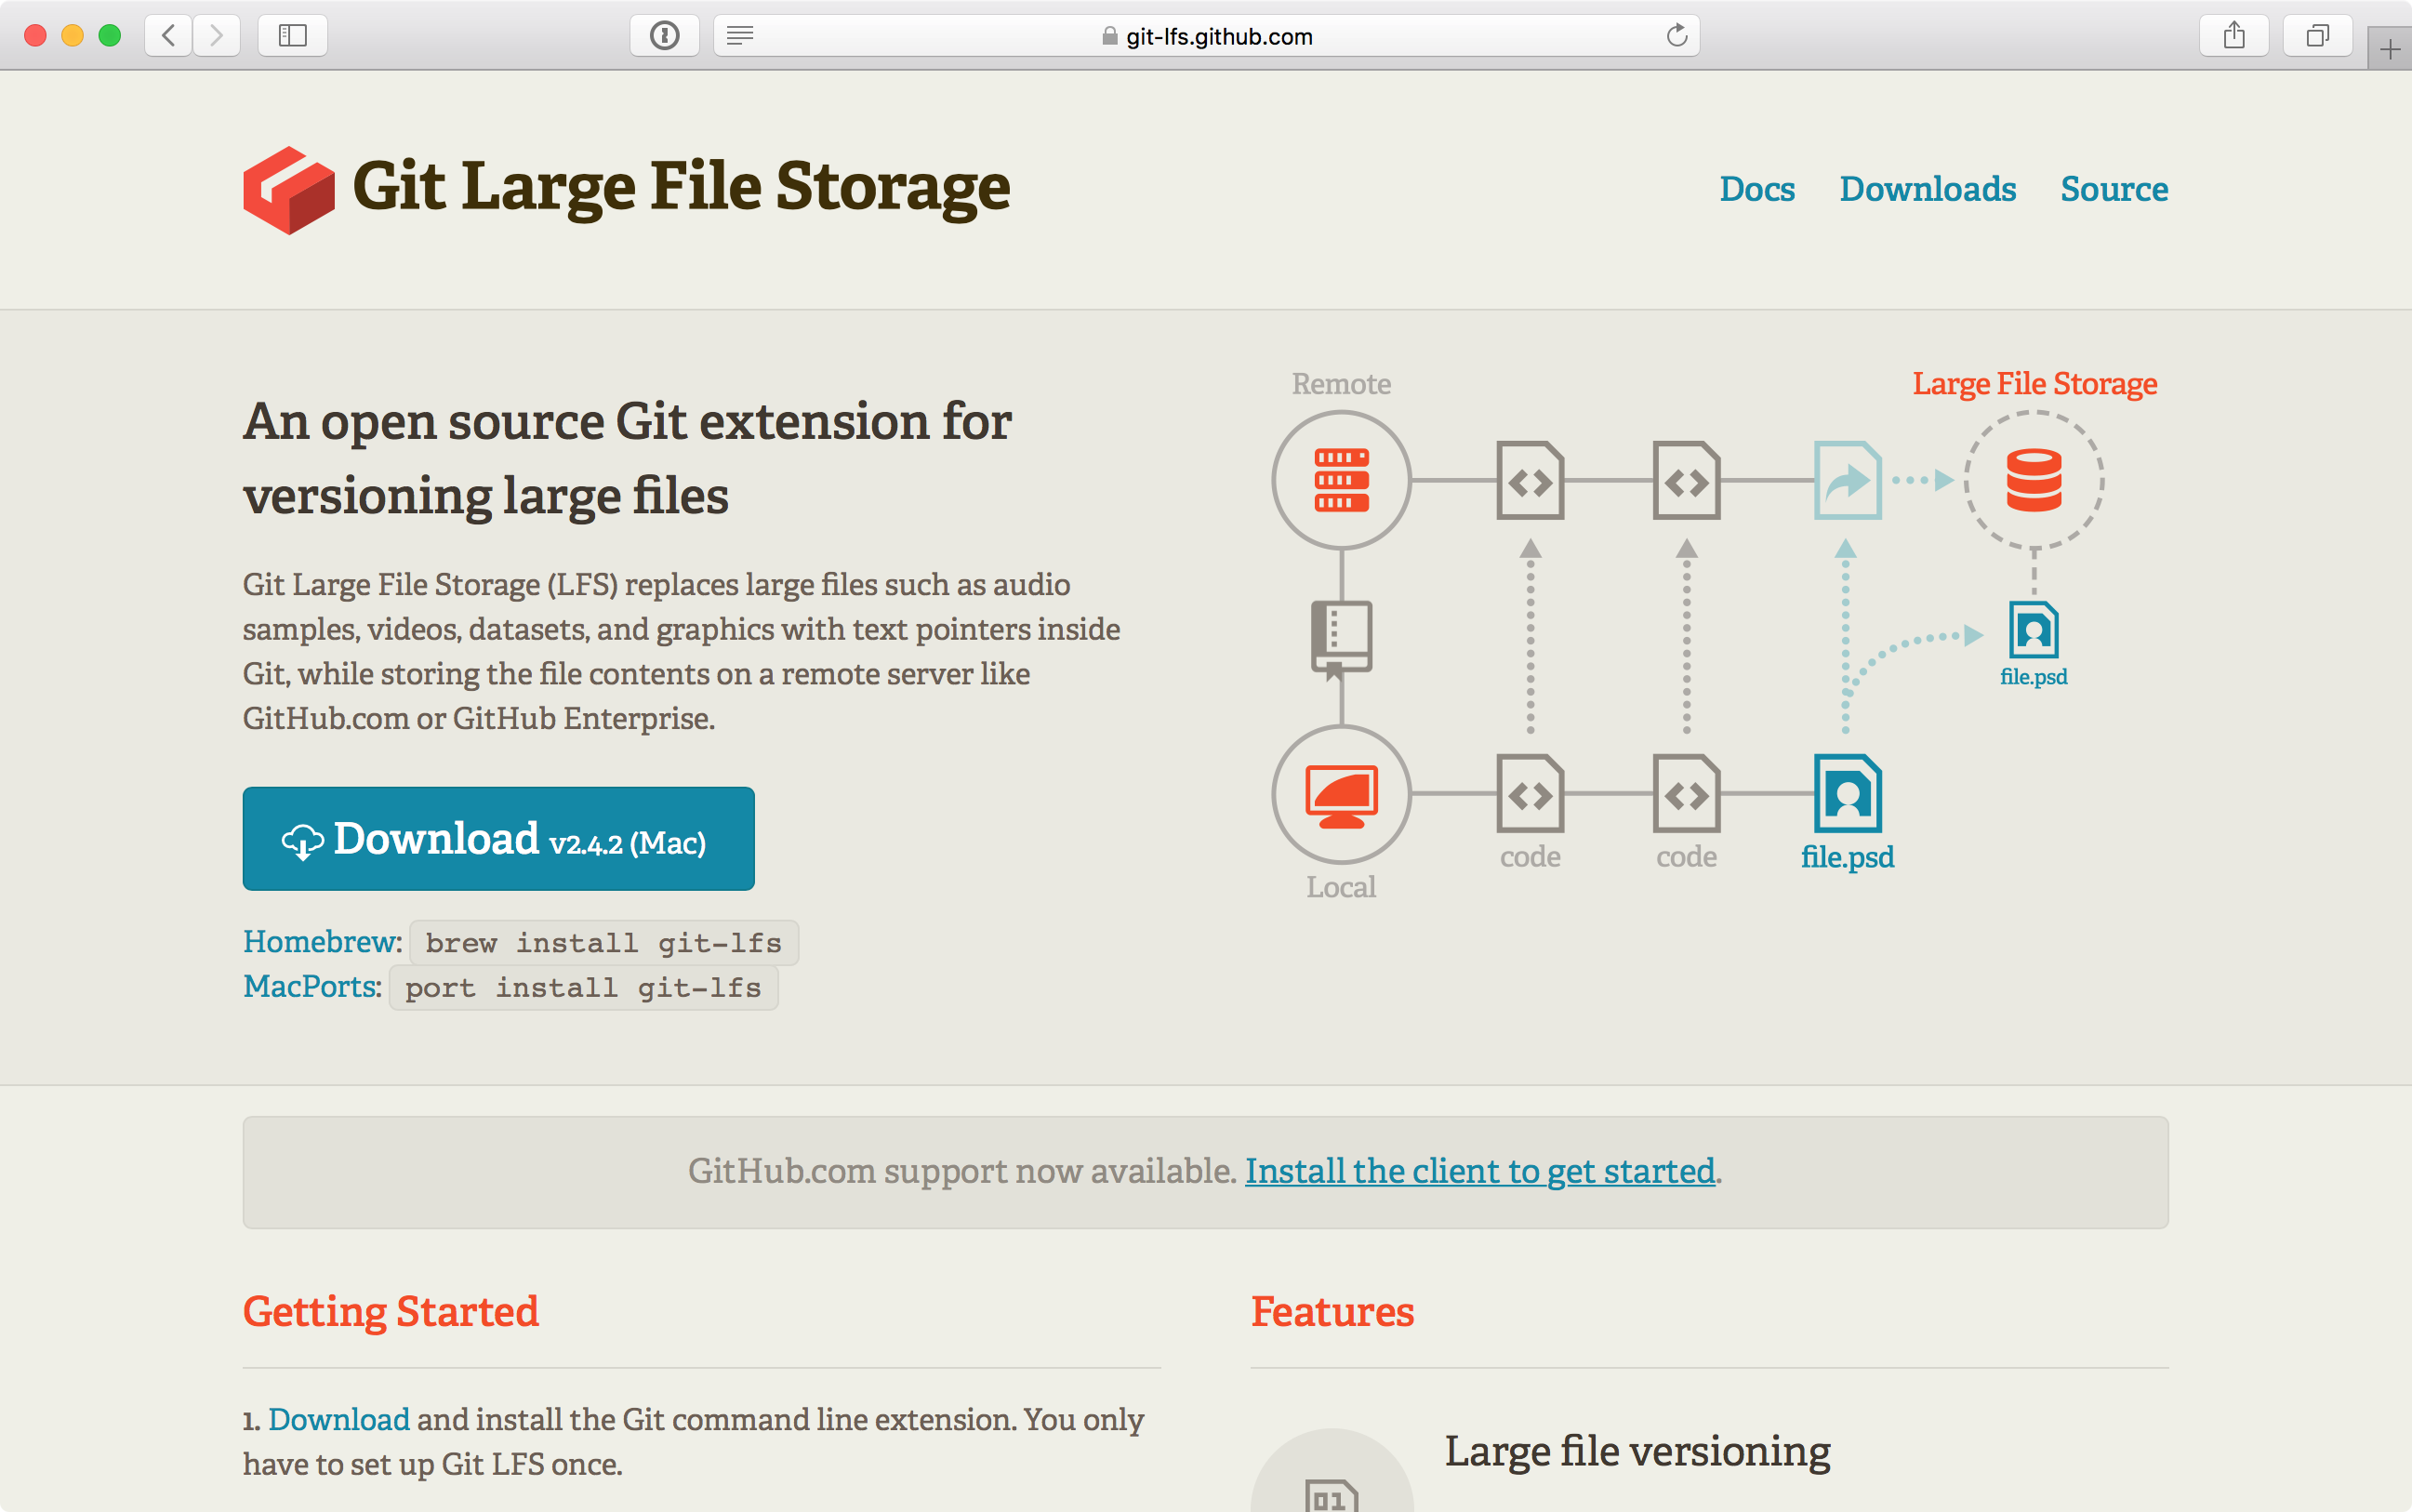 git-lfs.github.com
Git Large File Storage
Docs Downloads Source
An open source Git extension for
versioning large files
Git Large File Storage (LFS) replaces large files such as audio
samples, videos, datasets, and graphics with text pointers inside
Git, while storing the file contents on a remote server like
GitHub.com or GitHub Enterprise.
Download v2.4.2 (Mac)
Homebrew: brew install git-lfs
MacPorts: port install git-lfs
Remote
Large File Storage
file.psd
code
code
file.psd
Local
GitHub.com support now available. Install the client to get started.
Getting Started
1. Download and install the Git command line extension. You only
have to set up Git LFS once.
Features
Large file versioning
01